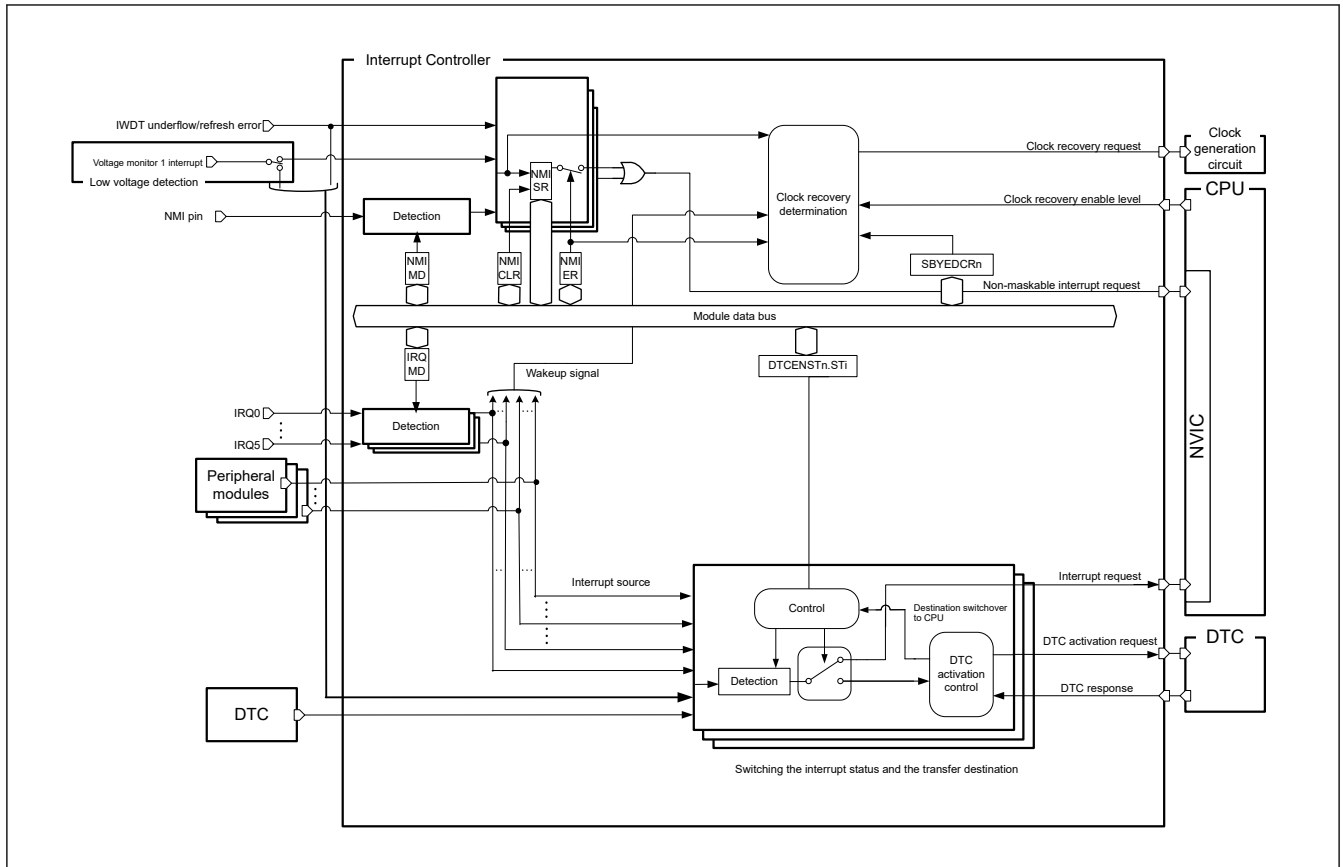 Interrupt Controller
IWDT underflow/refresh error
Voltage monitor 1 interrupt
Low voltage detection
NMI pin
Detection
NMI
MD
NMI
SR
NMI
CLR
NMI
ER
Clock recovery
determination
SBYEDCRn
Clock recovery request
Clock recovery enable level
Non-maskable interrupt request
Clock
generation
circuit
CPU
NVIC
Module data bus
IRQ
MD
Wakeup signal
DTCENSTn.STi
IRQ0
IRQ5
Detection
Peripheral
modules
Interrupt source
Control
Destination switchover
to CPU
Detection
DTC
activation
control
Interrupt request
DTC activation request
DTC response
DTC
DTC
Switching the interrupt status and the transfer destination